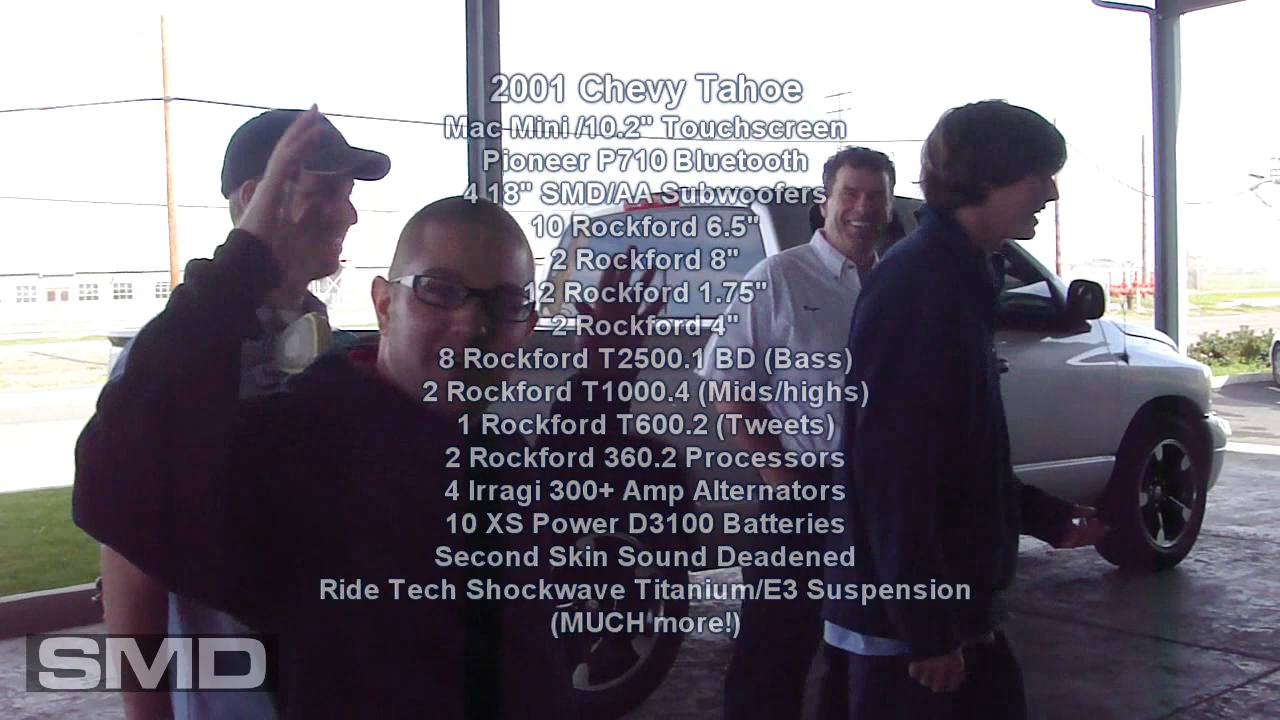 2001 Chevy Tahoe
Mac Mini /10.2" Touchscreen
Pioneer P710 Bluetooth
4 18" SMD/AA Subwoofers
10 Rockford 6.5"
2 Rockford 8"
12 Rockford 1.75"
2 Rockford 4"
8 Rockford T2500.1 BD (Bass)
2 Rockford T1000.4 (Mids/highs)
1 Rockford T600.2 (Tweets)
2 Rockford 360.2 Processors
4 Irragi 300+ Amp Alternators
10 XS Power D3100 Batteries
Second Skin Sound Deadened
Ride Tech Shockwave Titanium/E3 Suspension
(MUCH more!)
SMD